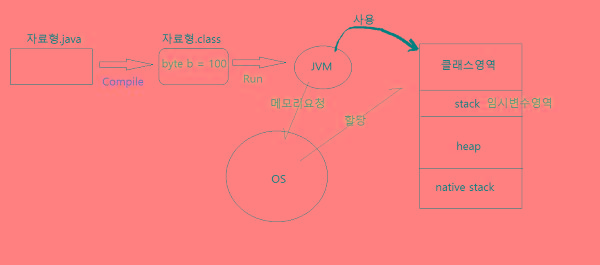 자료형.java
자료형.class
byte b = 100
Compile
Run
JVM
사용
메모리요청
할당
OS
클래스영역
stack 임시변수영역
heap
native stack